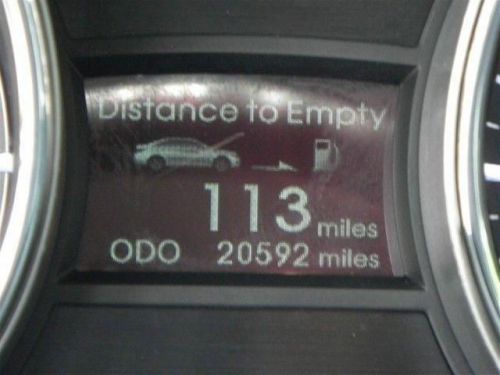 Distance to Empty
113 miles
ODO 20592 miles